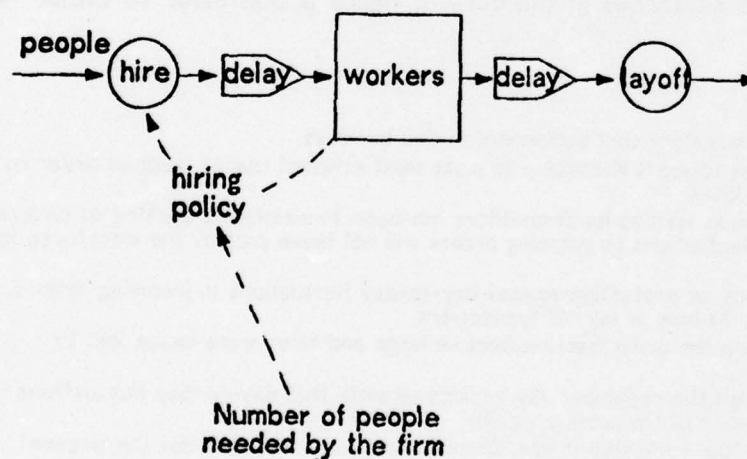 people
hire
delay
workers
delay
layoff
hiring
policy
Number of people
needed by the firm